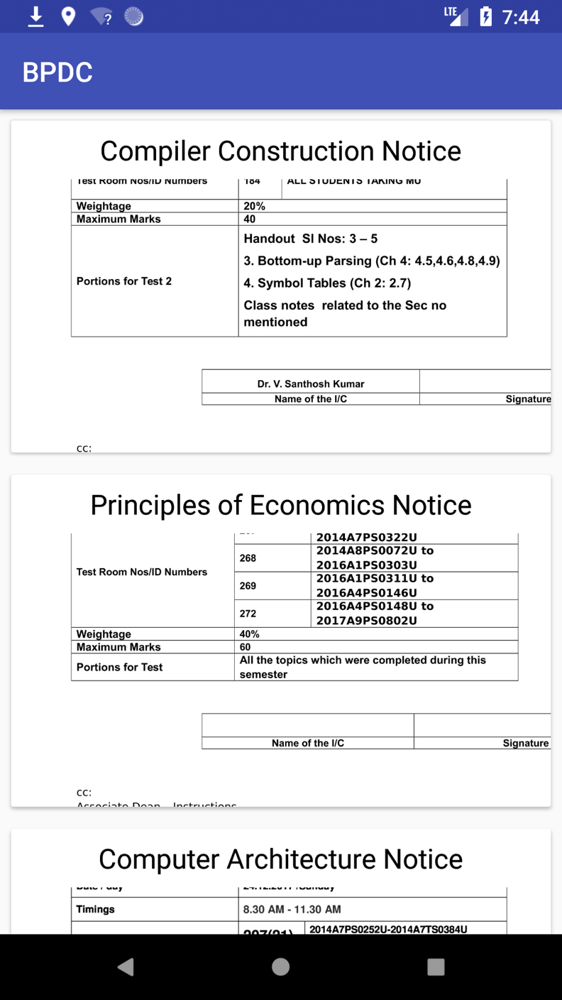 LTE 7:44
BPDC
Compiler Construction Notice
Test Room Nos/ID Numbers 184 ALL STUDENTS TAKING MU
Weightage 20%
Maximum Marks 40
Handout Sl Nos: 3 – 5
3. Bottom-up Parsing (Ch 4: 4.5,4.6,4.8,4.9)
Portions for Test 2
4. Symbol Tables (Ch 2: 2.7)
Class notes related to the Sec no
mentioned
Dr. V. Santhosh Kumar
Name of the I/C Signature
cc:
Principles of Economics Notice
2014A7PS0322U
Test Room Nos/ID Numbers
268 2014A8PS0072U to
2016A1PS0303U
269 2016A1PS0311U to
2016A4PS0146U
272 2016A4PS0148U to
2017A9PS0802U
Weightage 40%
Maximum Marks 60
Portions for Test All the topics which were completed during this
semester
Name of the I/C Signature
cc:
Associate Dean – Instructions
Computer Architecture Notice
Date / day 24.12.2017 /Sunday
Timings 8.30 AM - 11.30 AM
2014A7PS0252U-2014A7TS0384U